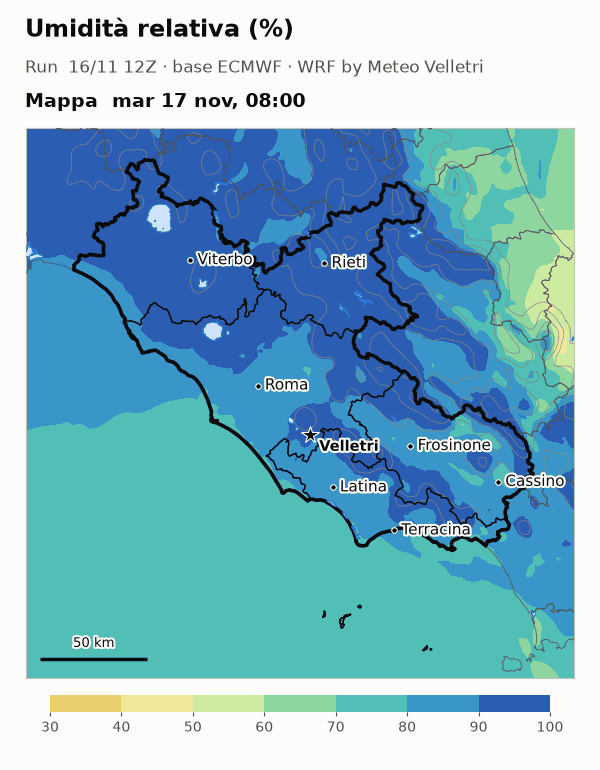 Umidità relativa (%)
Run  16/11 12Z · base ECMWF · WRF by Meteo Velletri
Mappa  mar 17 nov, 08:00
Viterbo
Rieti
Roma
Velletri
Frosinone
Cassino
Latina
Terracina
50 km
30 40 50 60 70 80 90 100